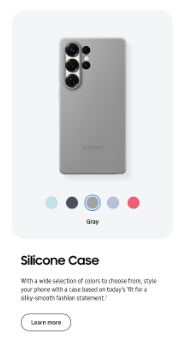 SAMSUNG
Gray
Silicone Case
With a wide selection of colors to choose from, style
your phone with a case based on today's 'fit for a
silky-smooth fashion statement.'
Learn more